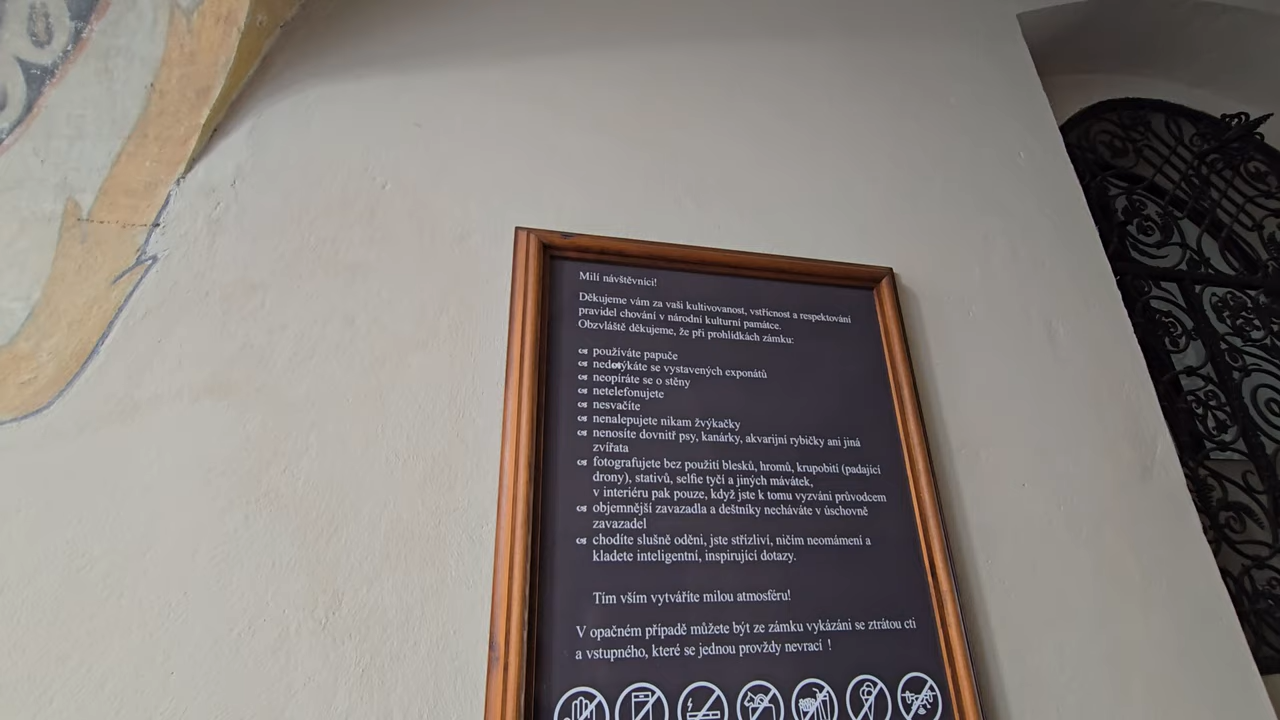 Milí návštěvníci!
Děkujeme vám za vaši kultivovanost, vstřícnost a respektování
pravidel chování v národní kulturní památce.
Obzvláště děkujeme, že při prohlídkách zámku:
používáte papuče
nedotýkáte se vystavených exponátů
neopíráte se o stěny
netelefonujete
nesvačíte
nenalepujete nikam žvýkačky
nenosíte dovnitř psy, kanárky, akvarijní rybičky ani jiná
zvířata
fotografujete bez použití blesků, hromů, krupobití (padající
drony), stativů, selfie tyčí a jiných mávátek,
v interiéru pak pouze, když jste k tomu vyzváni průvodcem
objemnější zavazadla a deštníky necháváte v úschovně
zavazadel
chodíte slušně oděni, jste střízliví, ničím neomámeni a
kladete inteligentní, inspirující dotazy.
Tím vším vytváříte milou atmosféru!
V opačném případě můžete být ze zámku vykázáni se ztrátou cti
a vstupného, které se jednou provždy nevrací !